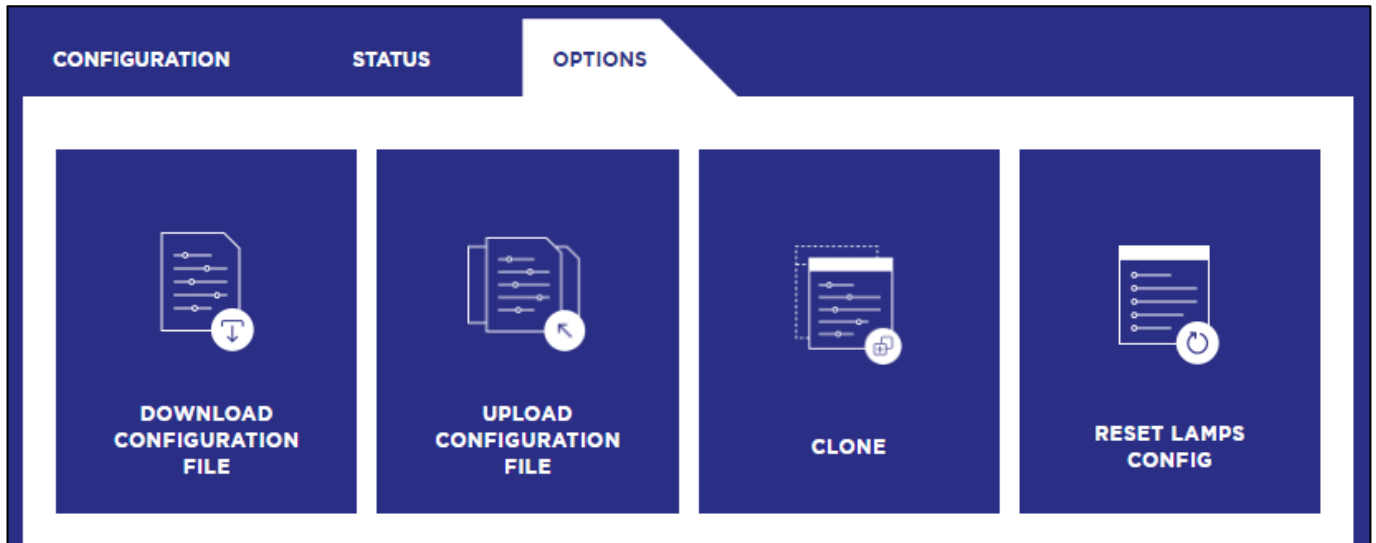 CONFIGURATION
STATUS
OPTIONS
DOWNLOAD
CONFIGURATION
FILE
UPLOAD
CONFIGURATION
FILE
CLONE
RESET LAMPS
CONFIG